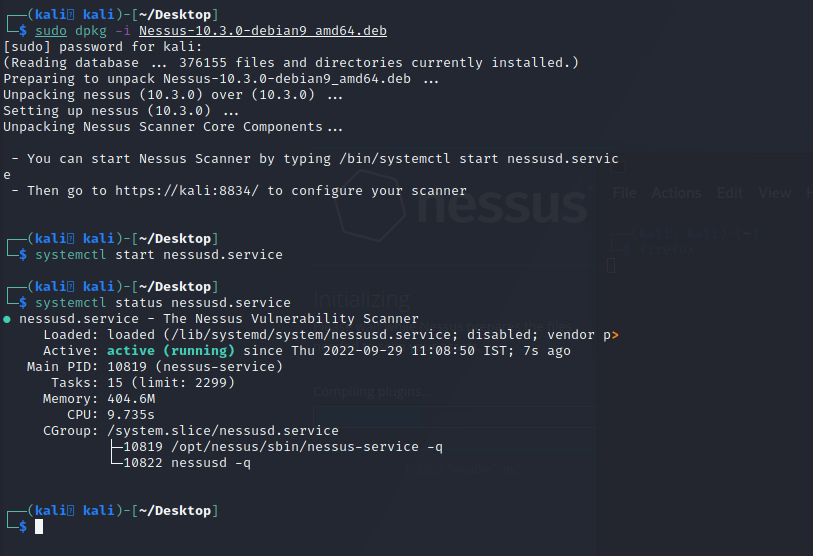 ┌──(kali㉿ kali)-[~/Desktop]
└─$ sudo dpkg -i Nessus-10.3.0-debian9_amd64.deb
[sudo] password for kali:
(Reading database ... 376155 files and directories currently installed.)
Preparing to unpack Nessus-10.3.0-debian9_amd64.deb ...
Unpacking nessus (10.3.0) over (10.3.0) ...
Setting up nessus (10.3.0) ...
Unpacking Nessus Scanner Core Components...
- You can start Nessus Scanner by typing /bin/systemctl start nessusd.servic
e
- Then go to https://kali:8834/ to configure your scanner
┌──(kali㉿ kali)-[~/Desktop]
└─$ systemctl start nessusd.service
┌──(kali㉿ kali)-[~/Desktop]
└─$ systemctl status nessusd.service
● nessusd.service - The Nessus Vulnerability Scanner
Loaded: loaded (/lib/systemd/system/nessusd.service; disabled; vendor p>
Active: active (running) since Thu 2022-09-29 11:08:50 IST; 7s ago
Main PID: 10819 (nessus-service)
Tasks: 15 (limit: 2299)
Memory: 404.6M
CPU: 9.735s
CGroup: /system.slice/nessusd.service
├─10819 /opt/nessus/sbin/nessus-service -q
└─10822 nessusd -q
┌──(kali㉿ kali)-[~/Desktop]
└─$
nessus
Initializing
Compiling plugins...
File Actions Edit View H